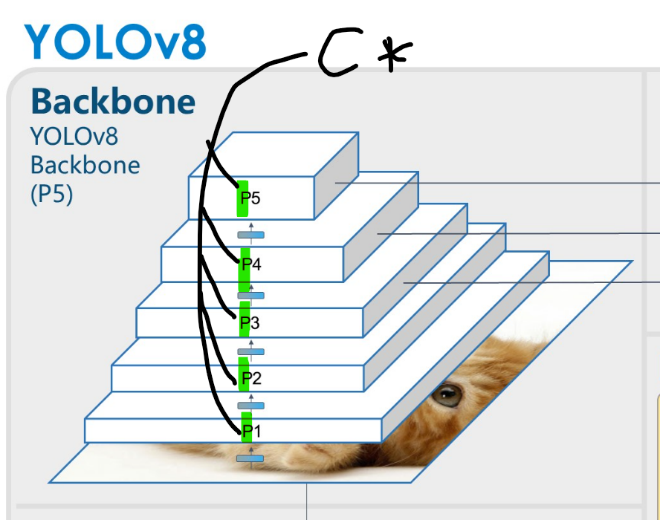 YOLOv8
C*
Backbone
YOLOv8
Backbone
(P5)
P5
P4
P3
P2
P1